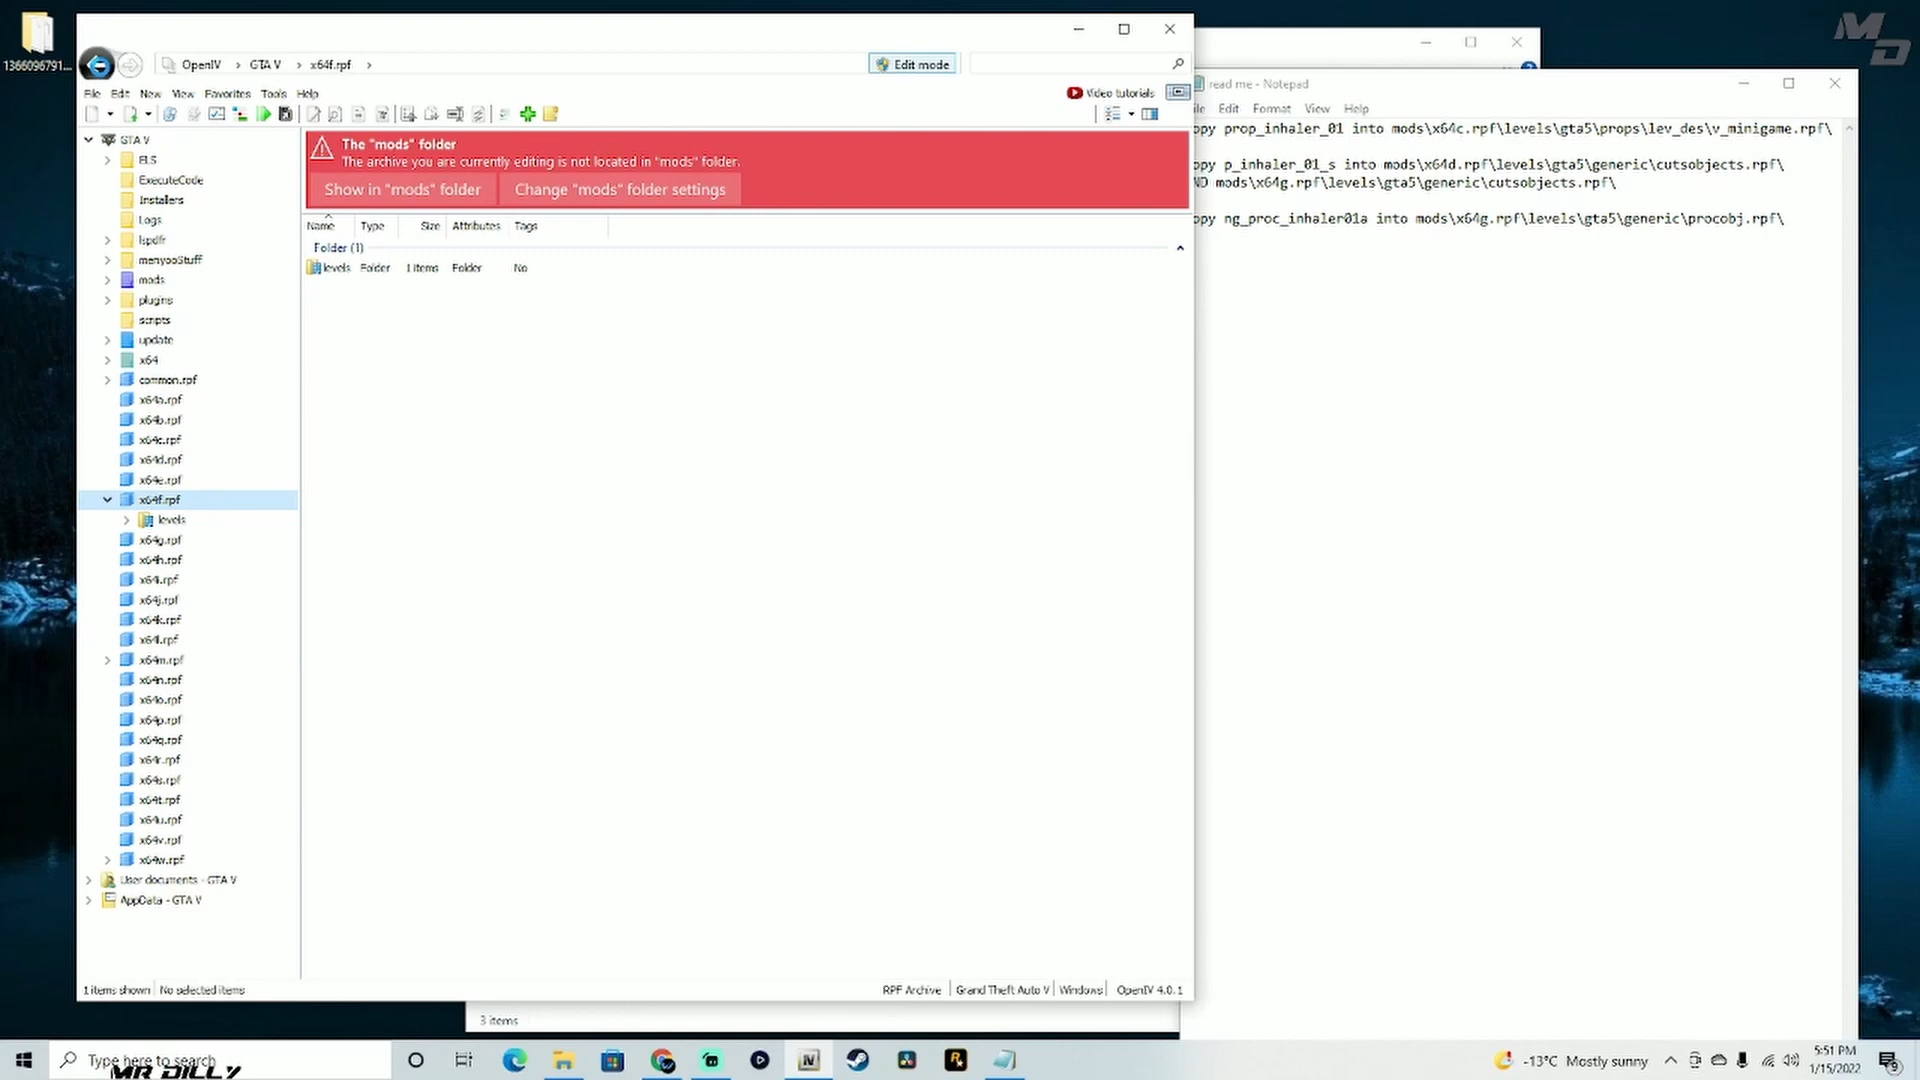 1366096791...
OpenIV
GTA V
x64f.rpf
Edit mode
File Edit New View Favorites Tools Help
Video tutorials
GTA V
ELS
ExecuteCode
Installers
Logs
lspdfr
menyooStuff
mods
plugins
scripts
update
x64
common.rpf
x64a.rpf
x64b.rpf
x64c.rpf
x64d.rpf
x64e.rpf
x64f.rpf
levels
x64g.rpf
x64h.rpf
x64i.rpf
x64j.rpf
x64k.rpf
x64l.rpf
x64m.rpf
x64n.rpf
x64o.rpf
x64p.rpf
x64q.rpf
x64r.rpf
x64s.rpf
x64t.rpf
x64u.rpf
x64v.rpf
x64w.rpf
User documents - GTA V
AppData - GTA V
The "mods" folder
The archive you are currently editing is not located in "mods" folder.
Show in "mods" folder
Change "mods" folder settings
Name Type Size Attributes Tags
Folder (1)
levels Folder 1 items Folder No
1 items shown No selected items
RPF Archive Grand Theft Auto V Windows OpenIV 4.0.1
3 items
read me - Notepad
ile Edit Format View Help
opy prop_inhaler_01 into mods\x64c.rpf\levels\gta5\props\lev_des\v_minigame.rpf\
opy p_inhaler_01_s into mods\x64d.rpf\levels\gta5\generic\cutsobjects.rpf\
ND mods\x64g.rpf\levels\gta5\generic\cutsobjects.rpf\
opy ng_proc_inhaler01a into mods\x64g.rpf\levels\gta5\generic\procobj.rpf\
MD
Type here to search
MR DILLY
-13°C Mostly sunny
5:51 PM
1/15/2022
9